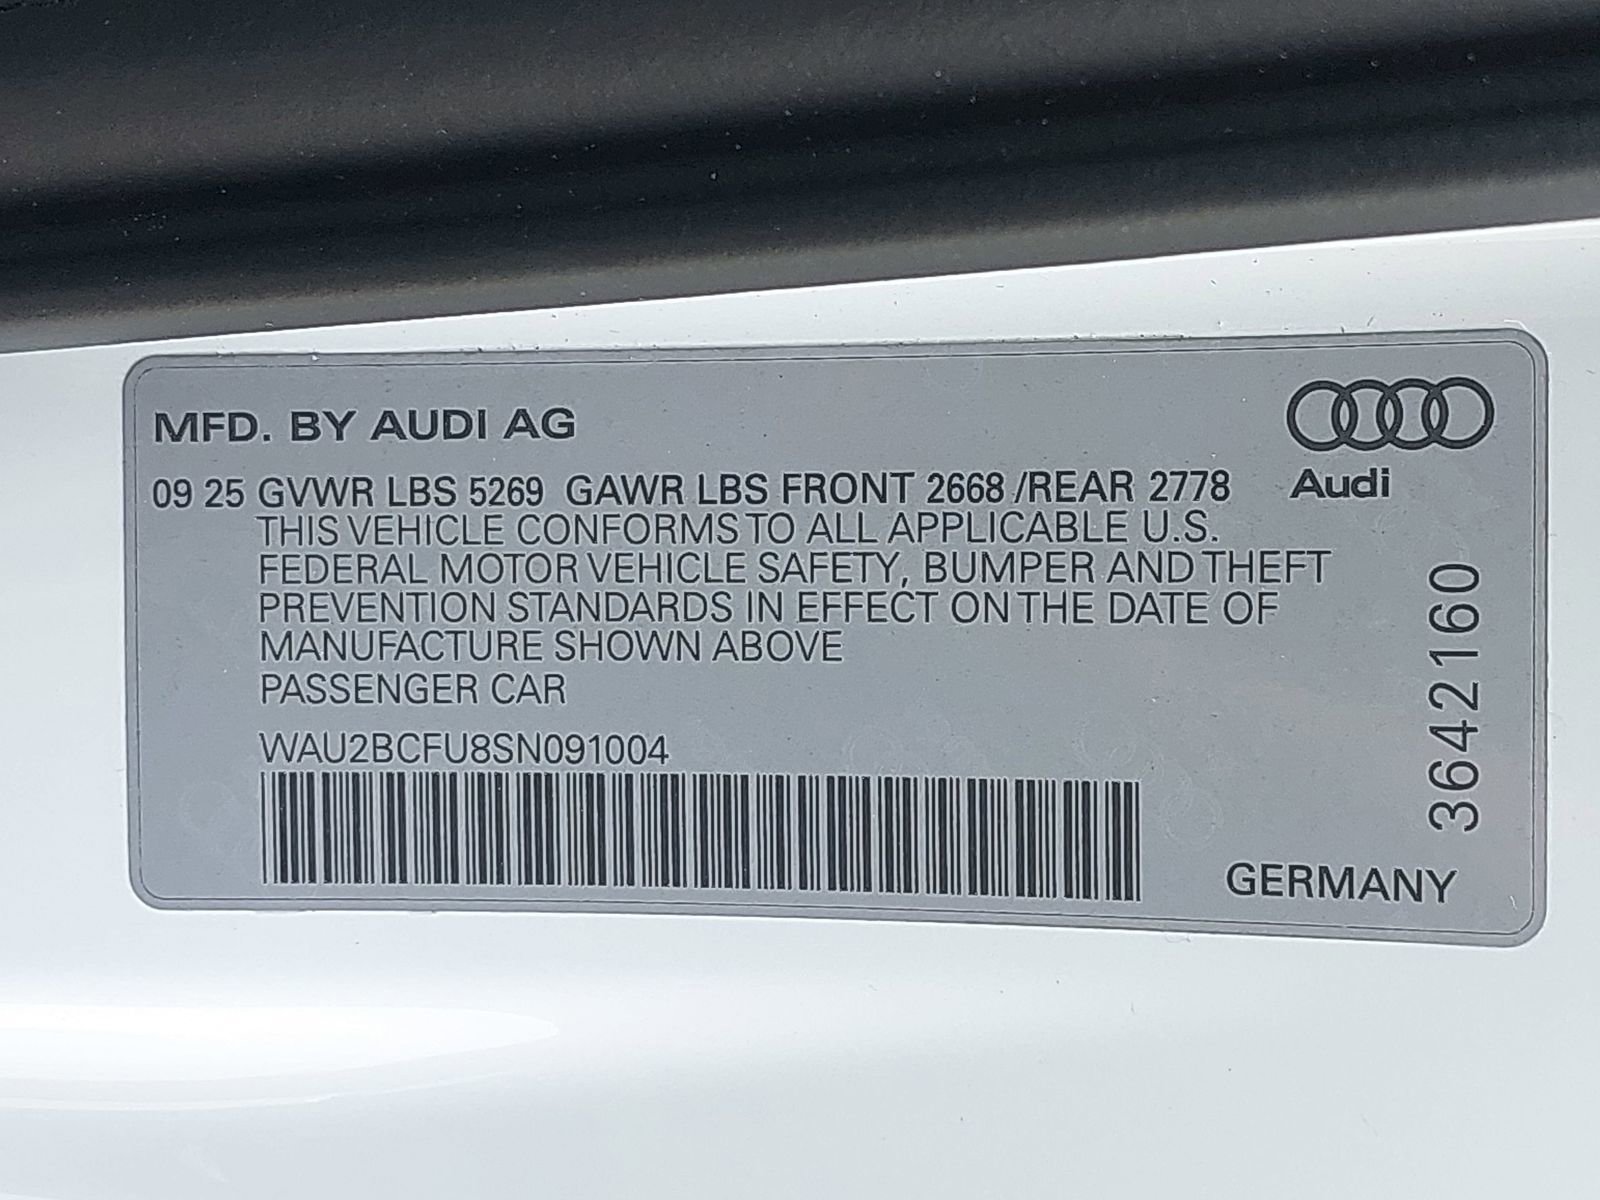 MFD. BY AUDI AG
09 25 GVWR LBS 5269 GAWR LBS FRONT 2668 /REAR 2778
Audi
THIS VEHICLE CONFORMS TO ALL APPLICABLE U.S.
FEDERAL MOTOR VEHICLE SAFETY, BUMPER AND THEFT
PREVENTION STANDARDS IN EFFECT ON THE DATE OF
MANUFACTURE SHOWN ABOVE
PASSENGER CAR
WAU2BCFU8SN091004
3642160
GERMANY